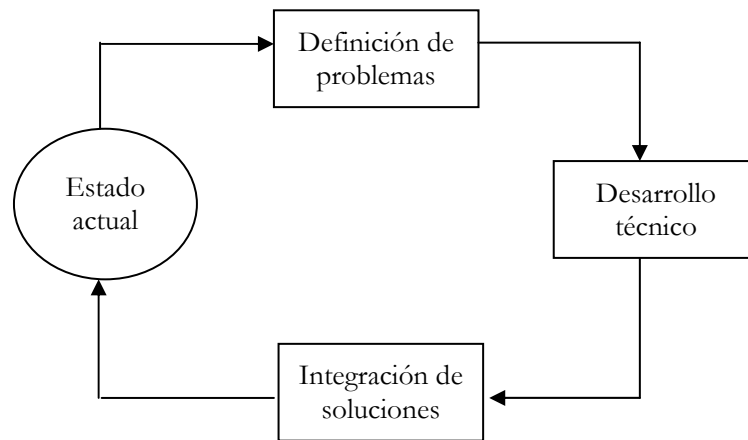 Definición de
problemas
Estado
actual
Desarrollo
técnico
Integración de
soluciones